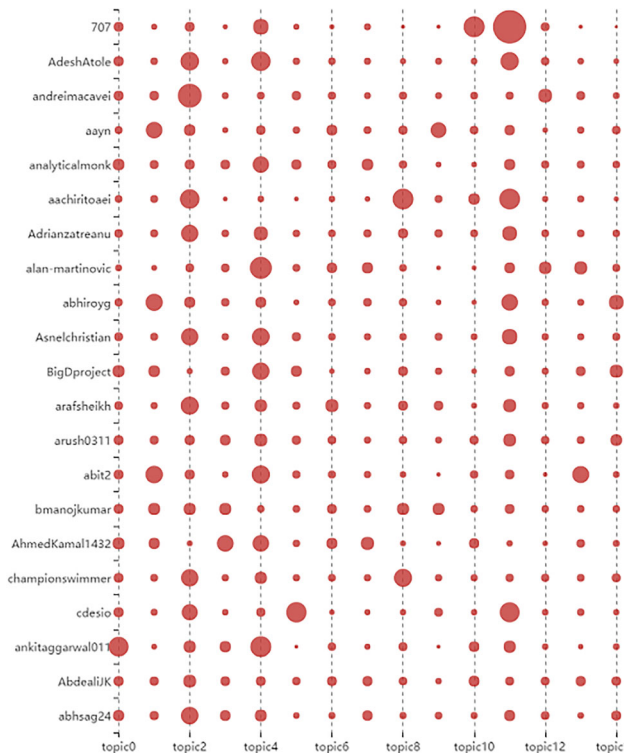 707
AdeshAtole
andreimacavei
aayn
analyticalmonk
aachiritoaei
Adrianzatreanu
alan-martinovic
abhiroyg
Asnelchristian
BigDproject
arafsheikh
arush0311
abit2
bmanojkumar
AhmedKamal1432
championswimmer
cdesio
ankitaggarwal011
AbdealiJK
abhsag24
topic0 topic2 topic4 topic6 topic8 topic10 topic12 topic